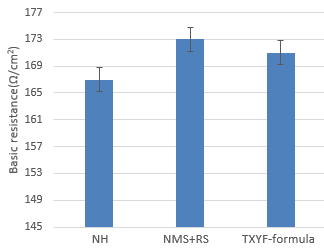 177
173
169
165
161
157
153
149
145
Basic resistance(Ω/cm²)
NH
NMS+RS
TXYF-formula